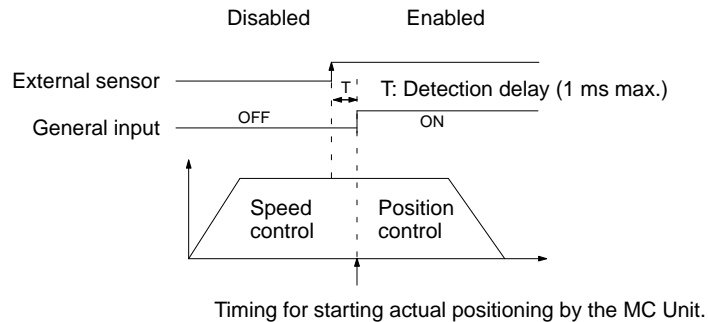 Disabled Enabled
External sensor
T
T: Detection delay (1 ms max.)
General input
OFF
ON
Speed
control
Position
control
Timing for starting actual positioning by the MC Unit.